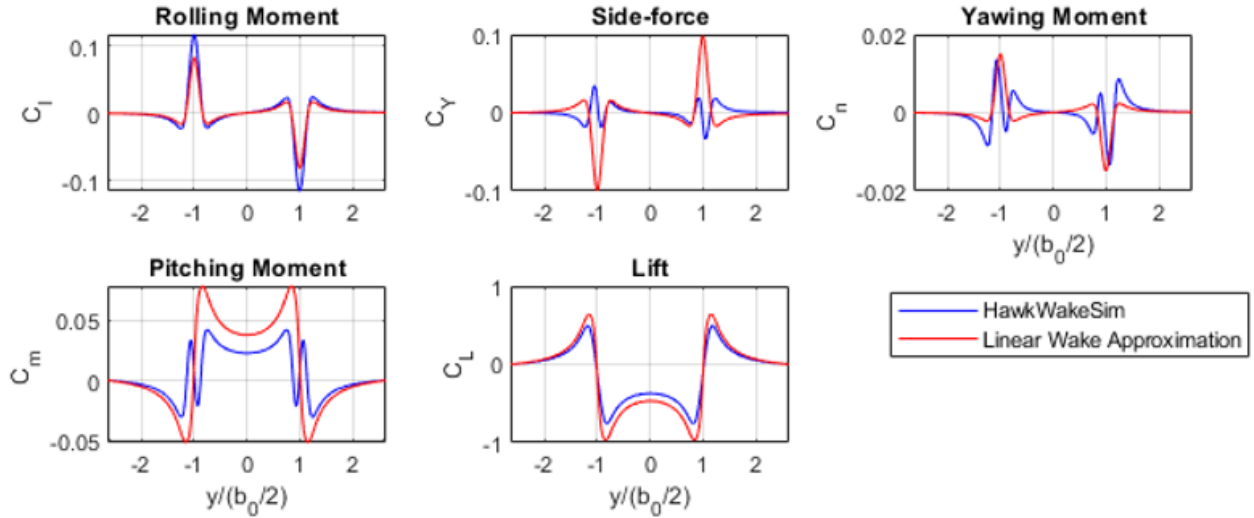 Rolling Moment
0.1
0
-0.1
C_l
-2 -1 0 1 2
Side-force
0.1
0
-0.1
C_Y
-2 -1 0 1 2
Yawing Moment
0.02
0
-0.02
C_n
-2 -1 0 1 2
y/(b_0/2)
Pitching Moment
0.05
0
-0.05
C_m
-2 -1 0 1 2
y/(b_0/2)
Lift
1
0
-1
C_L
-2 -1 0 1 2
y/(b_0/2)
HawkWakeSim
Linear Wake Approximation